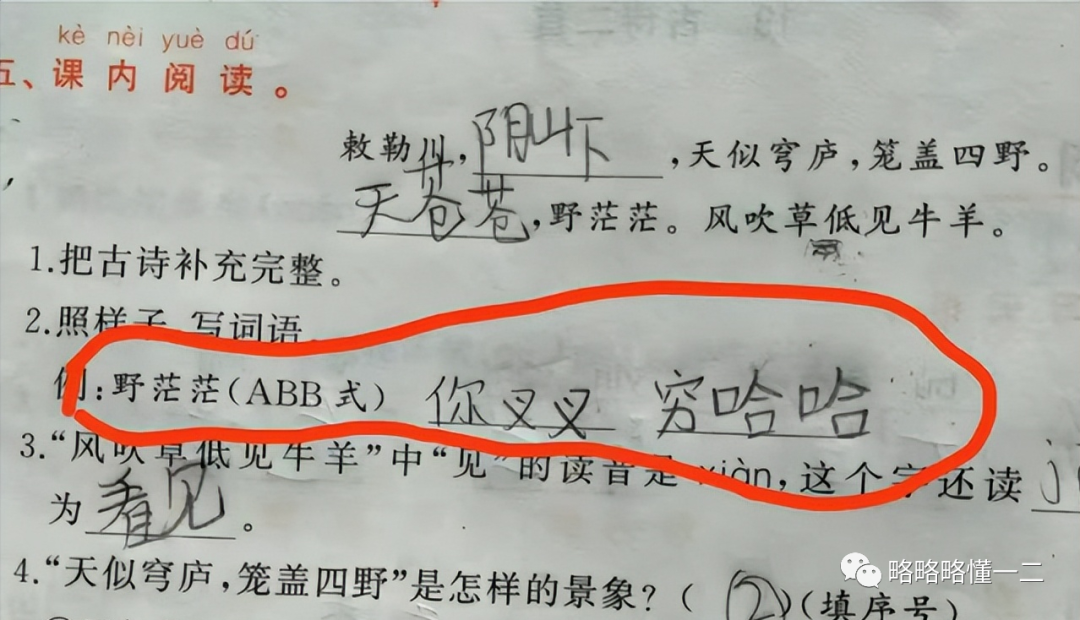 kè nèi yuè dú
五、课内阅读。
敕勒川，阴山下，天似穹庐，笼盖四野。
天苍苍，野茫茫。风吹草低见牛羊。
1.把古诗补充完整。
2.照样子，写词语。
例：野茫茫（ABB式） 你叉叉 穷哈哈
3.“风吹草低见牛羊”中“见”的读音是xiàn，这个字还读
为看见。
4.“天似穹庐，笼盖四野”是怎样的景象？（②）（填序号）
略略略懂一二